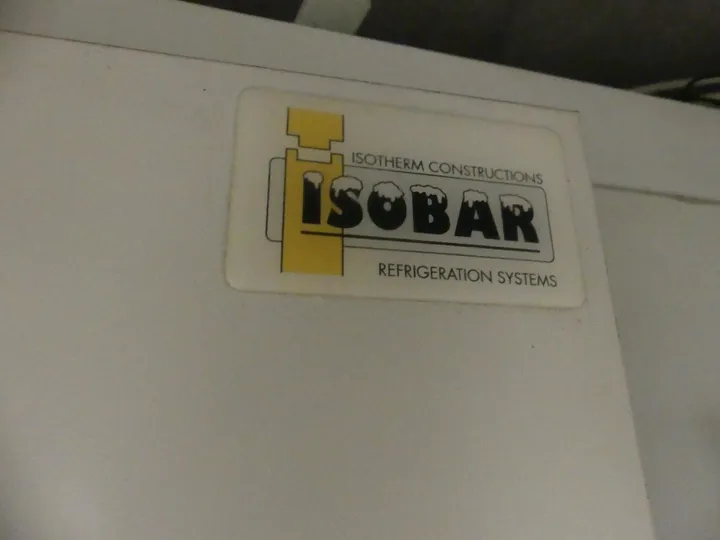 ISOTHERM CONSTRUCTIONS
ISOBAR
REFRIGERATION SYSTEMS